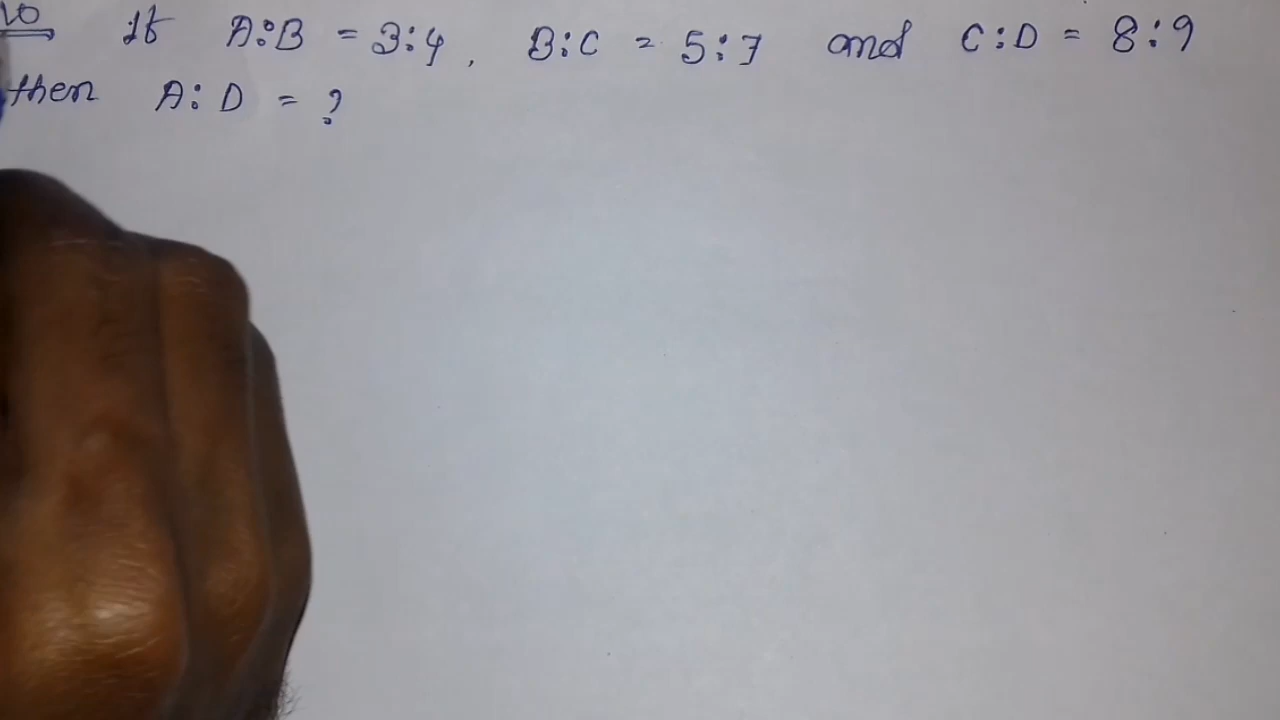 If A:B = 3:4, B:C = 5:7 and C:D = 8:9
then A:D = ?